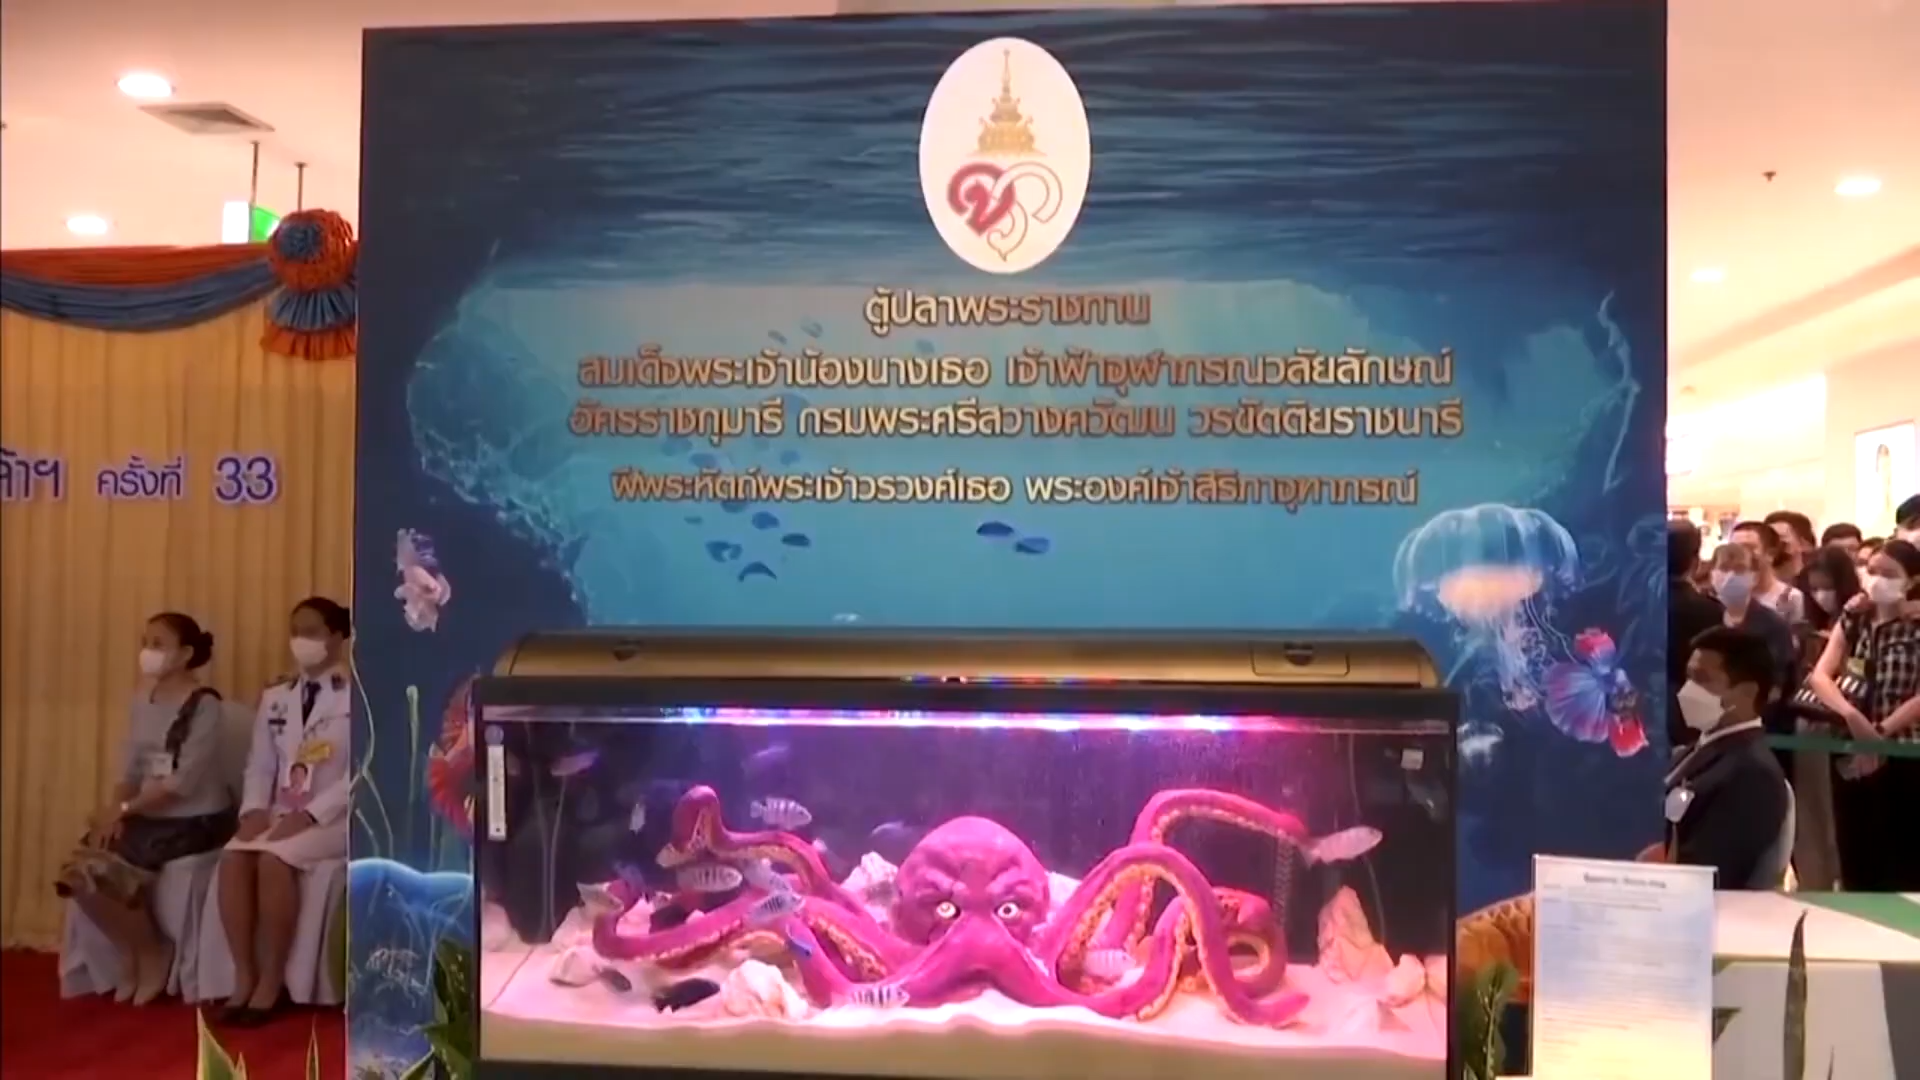 ตู้ปลาพระราชทาน
สมเด็จพระเจ้าน้องนางเธอ เจ้าฟ้าจุฬาภรณวลัยลักษณ์
อัครราชกุมารี กรมพระศรีสวางควัฒน วรขัตติยราชนารี
ฝีพระหัตถ์พระเจ้าวรวงศ์เธอ พระองค์เจ้าสิริภาจุฑาภรณ์
ล้าฯ ครั้งที่ 33